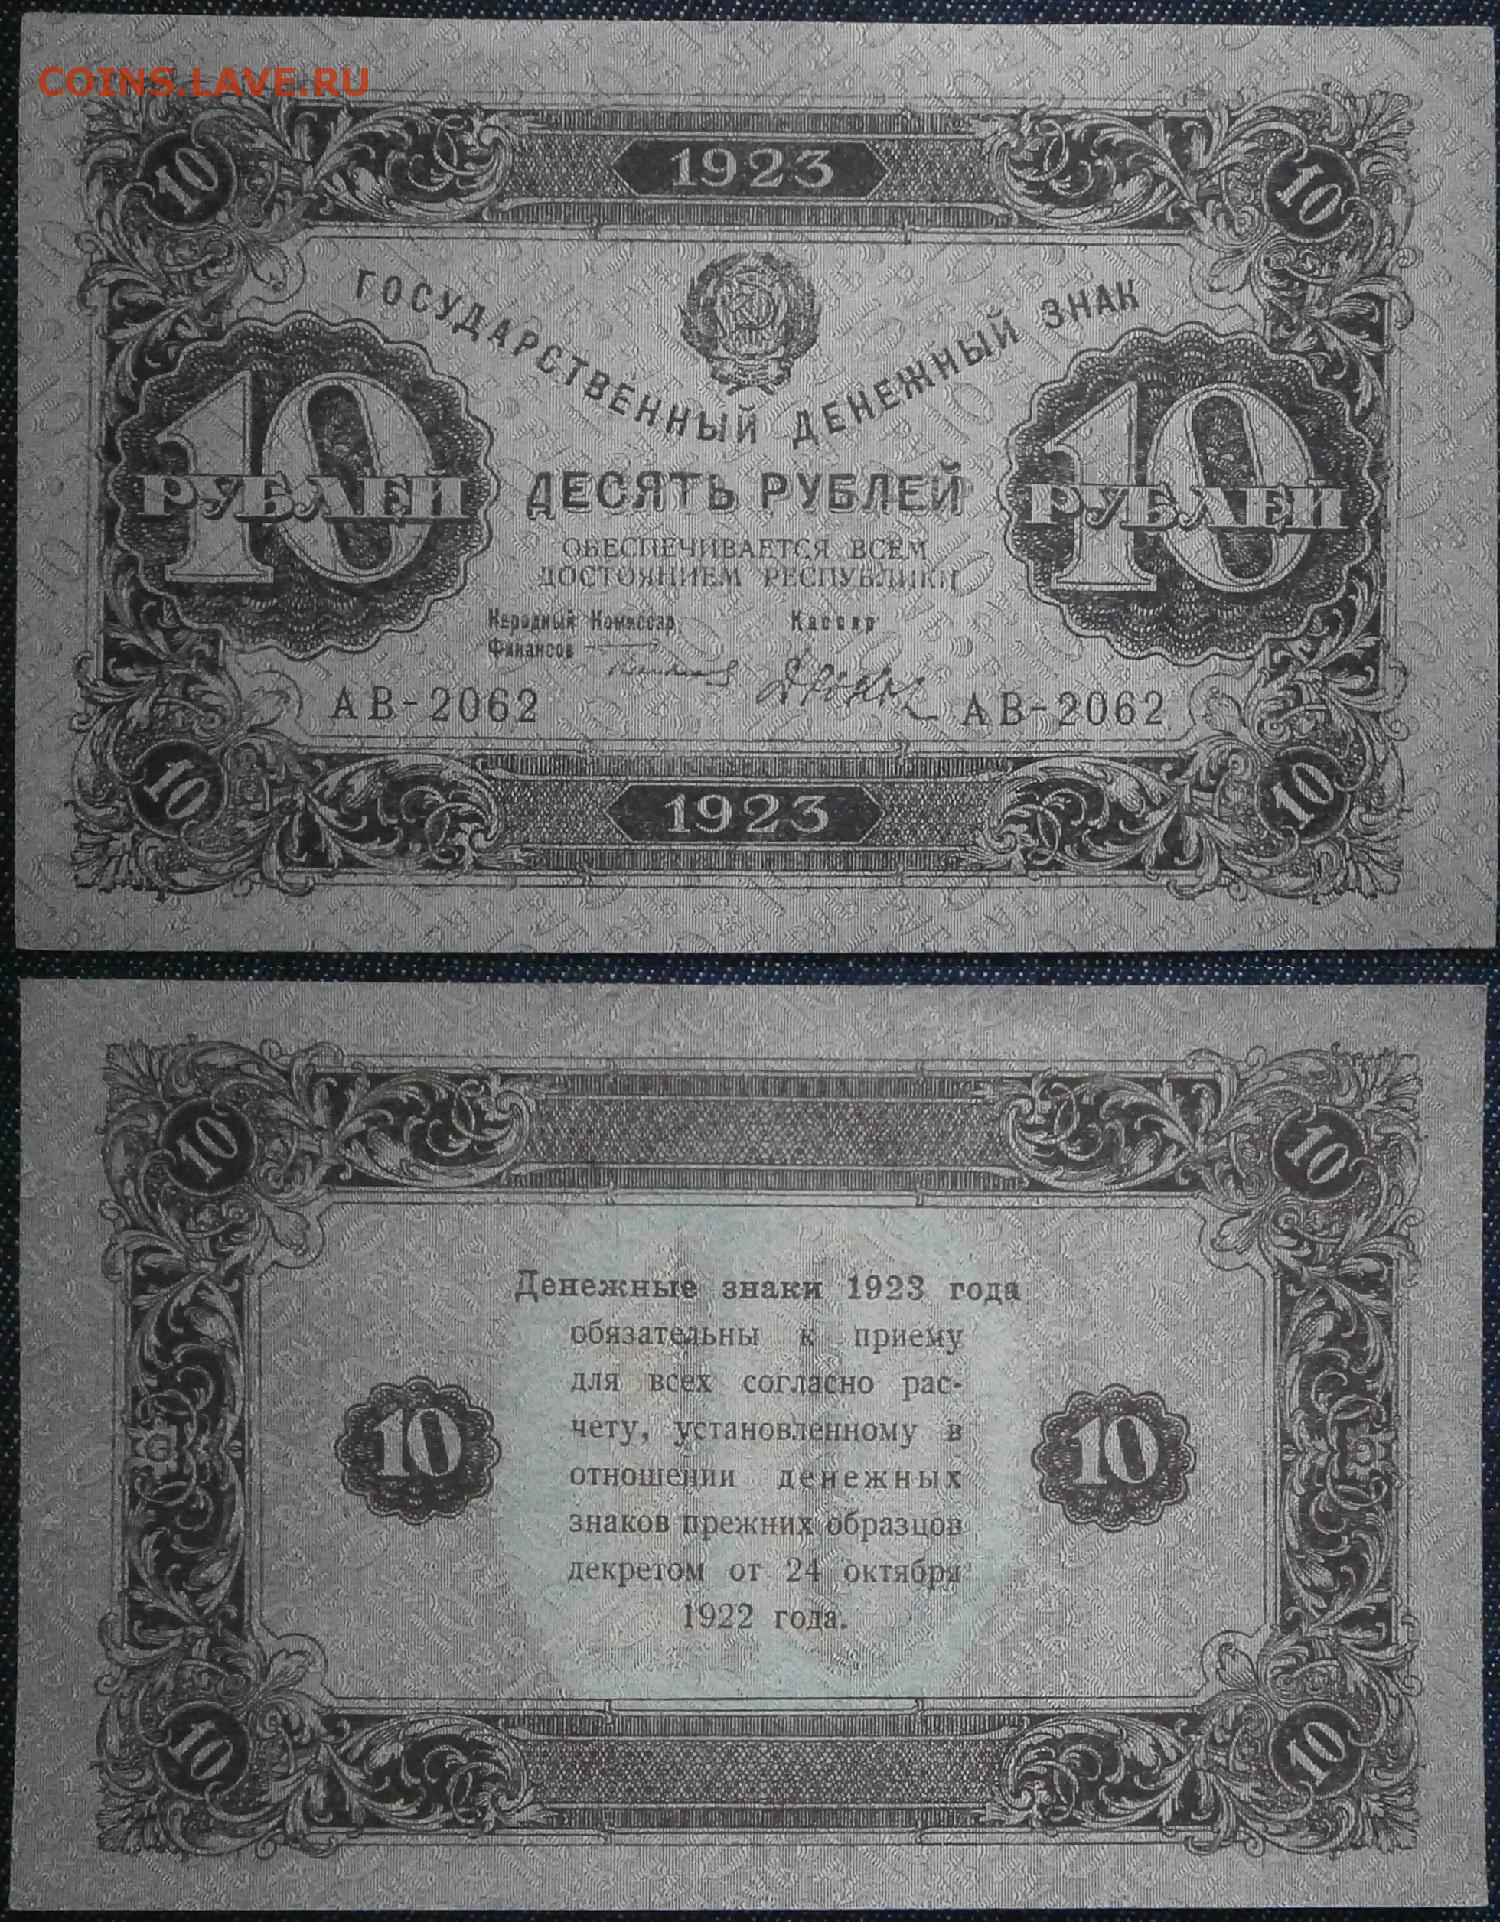 COINS.LAVE.RU
10 1923 10
ГОСУДАРСТВЕННЫЙ ДЕНЕЖНЫЙ ЗНАК
10 РУБЛЕЙ
ДЕСЯТЬ РУБЛЕЙ
10 РУБЛЕЙ
ОБЕСПЕЧИВАЕТСЯ ВСЕМ
ДОСТОЯНИЕМ РЕСПУБЛИКИ
Народный Комиссар
Финансов
Кассир
АВ-2062 АВ-2062
10 1923 10
10 10
Денежные знаки 1923 года
обязательны к приему
для всех согласно рас-
чету, установленному в
отношении денежных
знаков прежних образцов
декретом от 24 октября
1922 года.
10 10
10 10